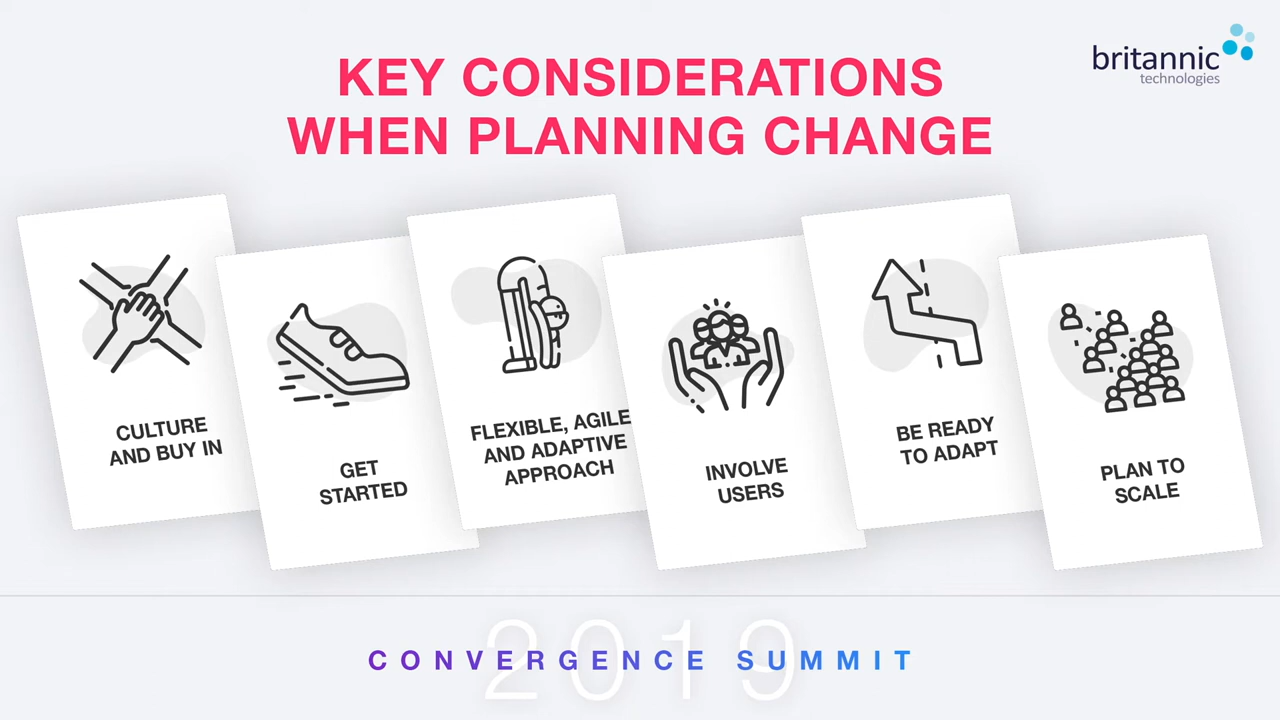 britannic
technologies
KEY CONSIDERATIONS
WHEN PLANNING CHANGE
CULTURE
AND BUY IN
GET
STARTED
FLEXIBLE, AGILE
AND ADAPTIVE
APPROACH
INVOLVE
USERS
BE READY
TO ADAPT
PLAN TO
SCALE
2019
CONVERGENCE SUMMIT